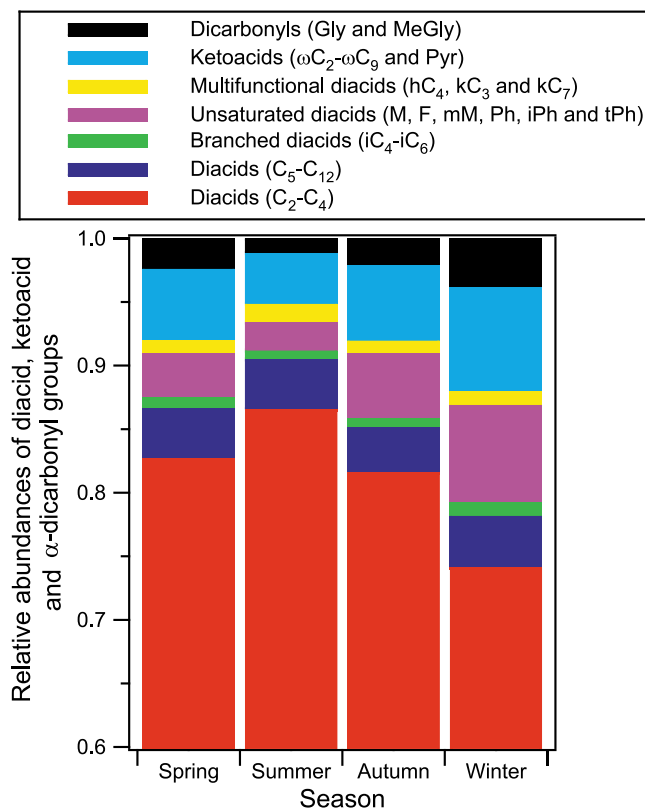 Dicarbonyls (Gly and MeGly)
Ketoacids (ωC₂-ωC₉ and Pyr)
Multifunctional diacids (hC₄, kC₃ and kC₇)
Unsaturated diacids (M, F, mM, Ph, iPh and tPh)
Branched diacids (iC₄-iC₆)
Diacids (C₅-C₁₂)
Diacids (C₂-C₄)
Relative abundances of diacid, ketoacid
and α-dicarbonyl groups
1.0
0.9
0.8
0.7
0.6
Spring Summer Autumn Winter
Season